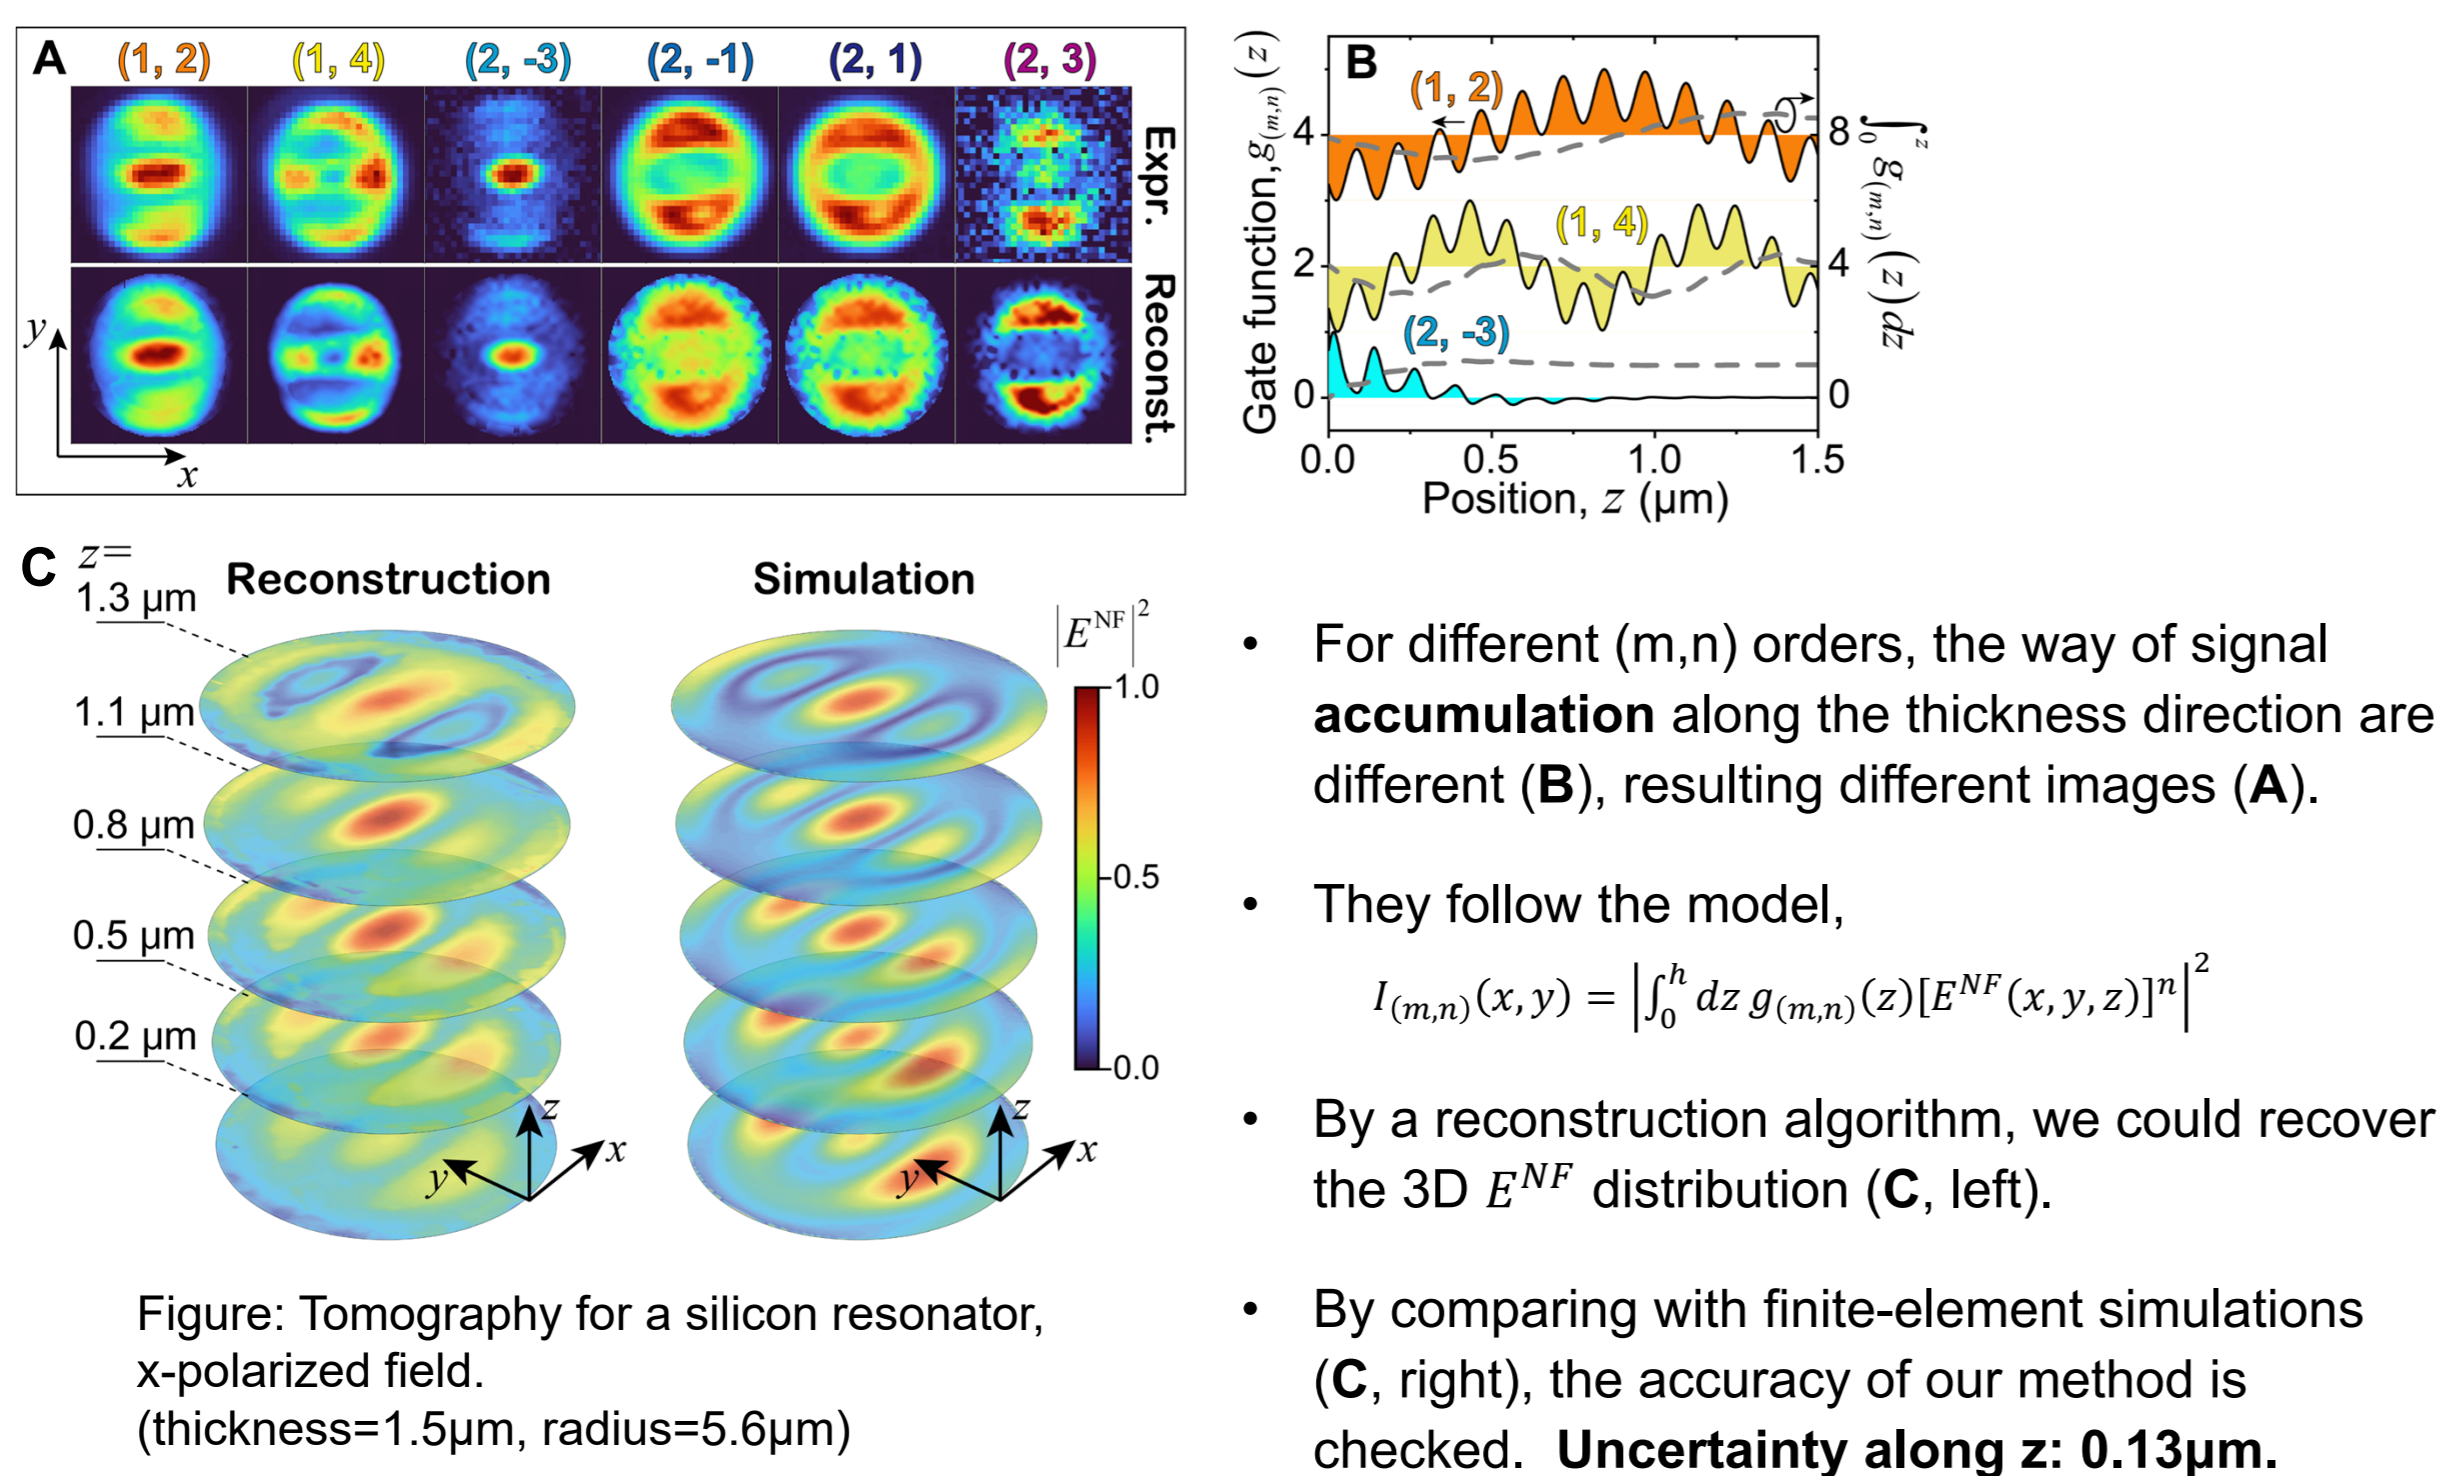 A
(1, 2)
(1, 4)
(2, -3)
(2, -1)
(2, 1)
(2, 3)
Expr.
Reconst.
y
x
B
Gate function, g(m,n)(z)
(1, 2)
(1, 4)
(2, -3)
4
2
0
8
4
0
∫₀ᶻ g(m,n)(z)dz
0.0 0.5 1.0 1.5
Position, z (µm)
C
z=
1.3 µm
1.1 µm
0.8 µm
0.5 µm
0.2 µm
Reconstruction
Simulation
|E^NF|²
1.0
0.5
0.0
z
x
y
z
x
y
Figure: Tomography for a silicon resonator,
x-polarized field.
(thickness=1.5µm, radius=5.6µm)
• For different (m,n) orders, the way of signal
accumulation along the thickness direction are
different (B), resulting different images (A).
• They follow the model,
I(m,n)(x, y) = |∫₀ʰ dz g(m,n)(z)[E^NF(x, y, z)]ⁿ|²
• By a reconstruction algorithm, we could recover
the 3D E^NF distribution (C, left).
• By comparing with finite-element simulations
(C, right), the accuracy of our method is
checked. Uncertainty along z: 0.13µm.